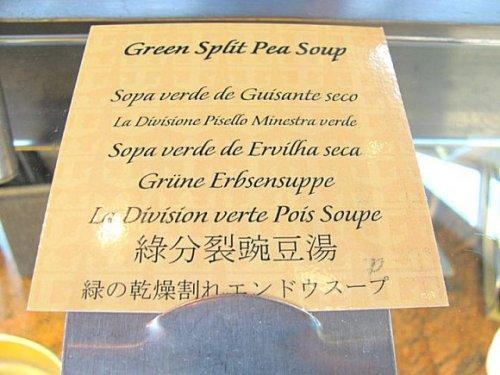 Green Split Pea Soup
Sopa verde de Guisante seco
La Divisione Pisello Minestra verde
Sopa verde de Ervilha seca
Grüne Erbsensuppe
La Division verte Pois Soupe
綠分裂豌豆湯
緑の乾燥割れエンドウスープ